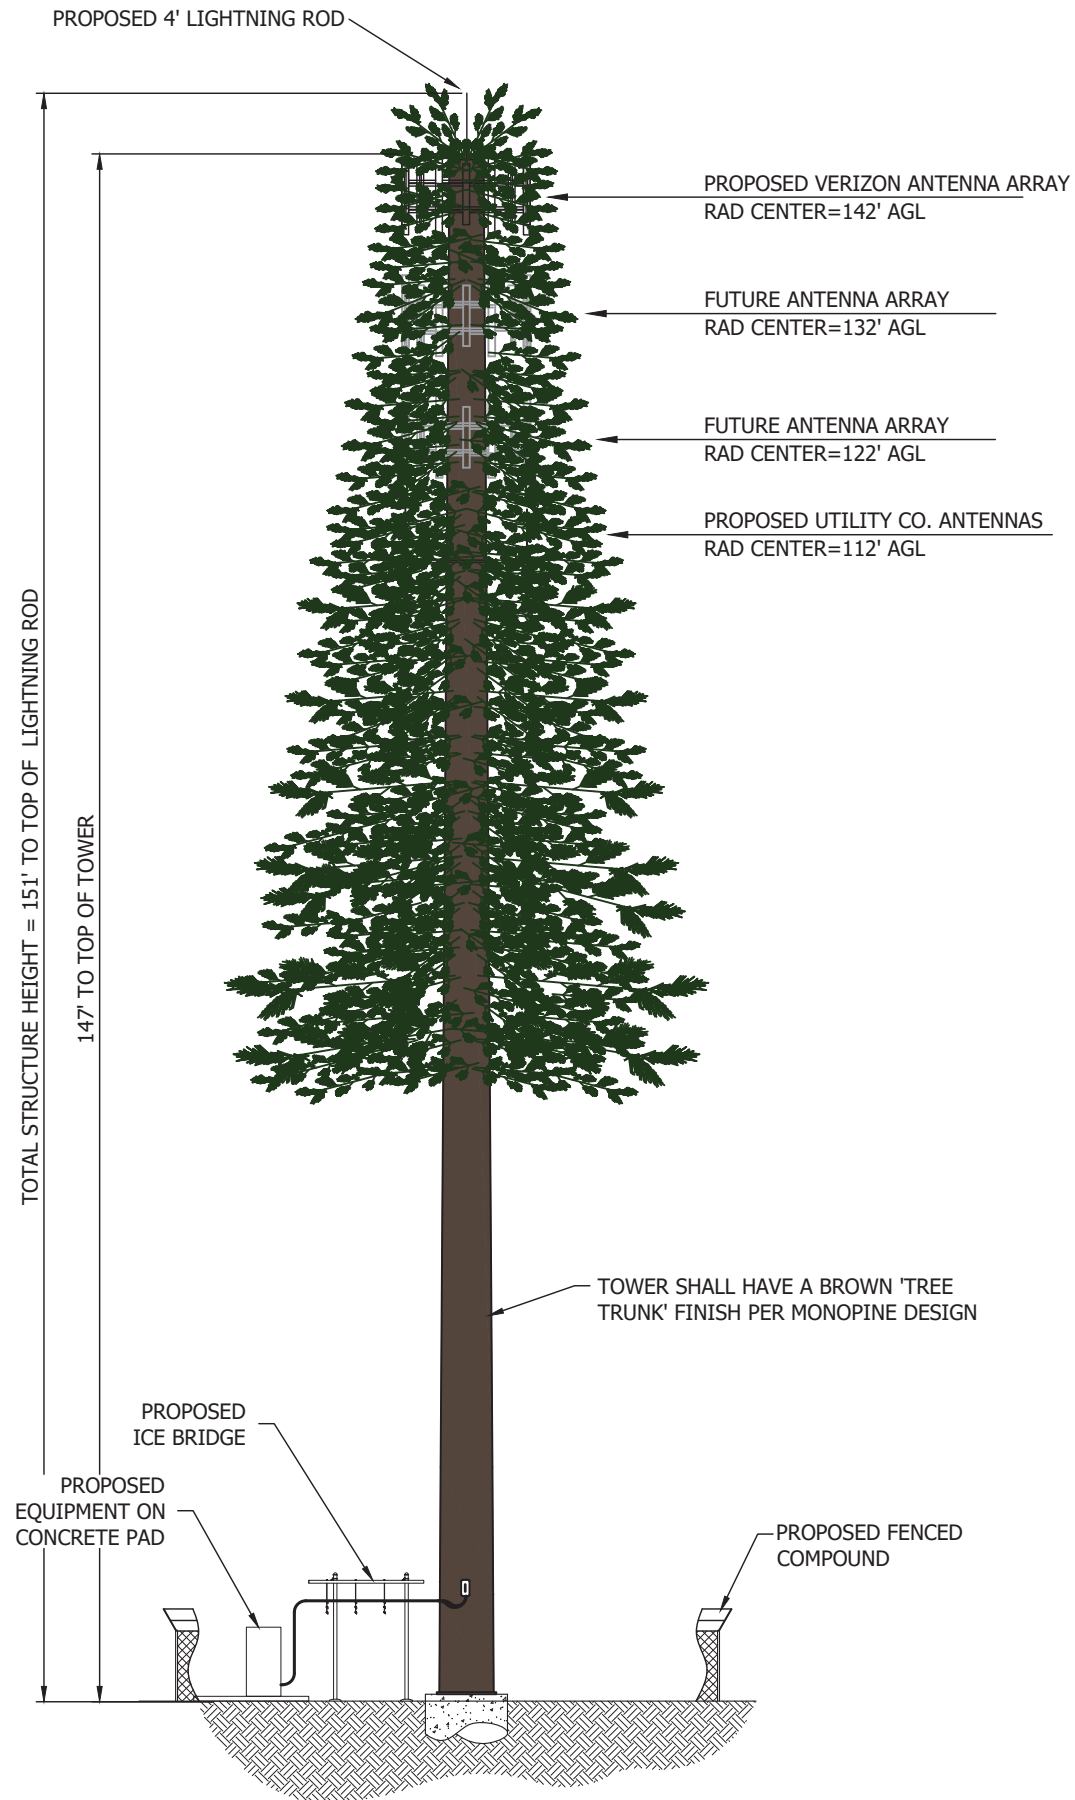 PROPOSED 4' LIGHTNING ROD
PROPOSED VERIZON ANTENNA ARRAY
RAD CENTER=142' AGL
FUTURE ANTENNA ARRAY
RAD CENTER=132' AGL
FUTURE ANTENNA ARRAY
RAD CENTER=122' AGL
PROPOSED UTILITY CO. ANTENNAS
RAD CENTER=112' AGL
TOTAL STRUCTURE HEIGHT = 151' TO TOP OF LIGHTNING ROD
147' TO TOP OF TOWER
TOWER SHALL HAVE A BROWN 'TREE
TRUNK' FINISH PER MONOPINE DESIGN
PROPOSED
ICE BRIDGE
PROPOSED
EQUIPMENT ON
CONCRETE PAD
PROPOSED FENCED
COMPOUND